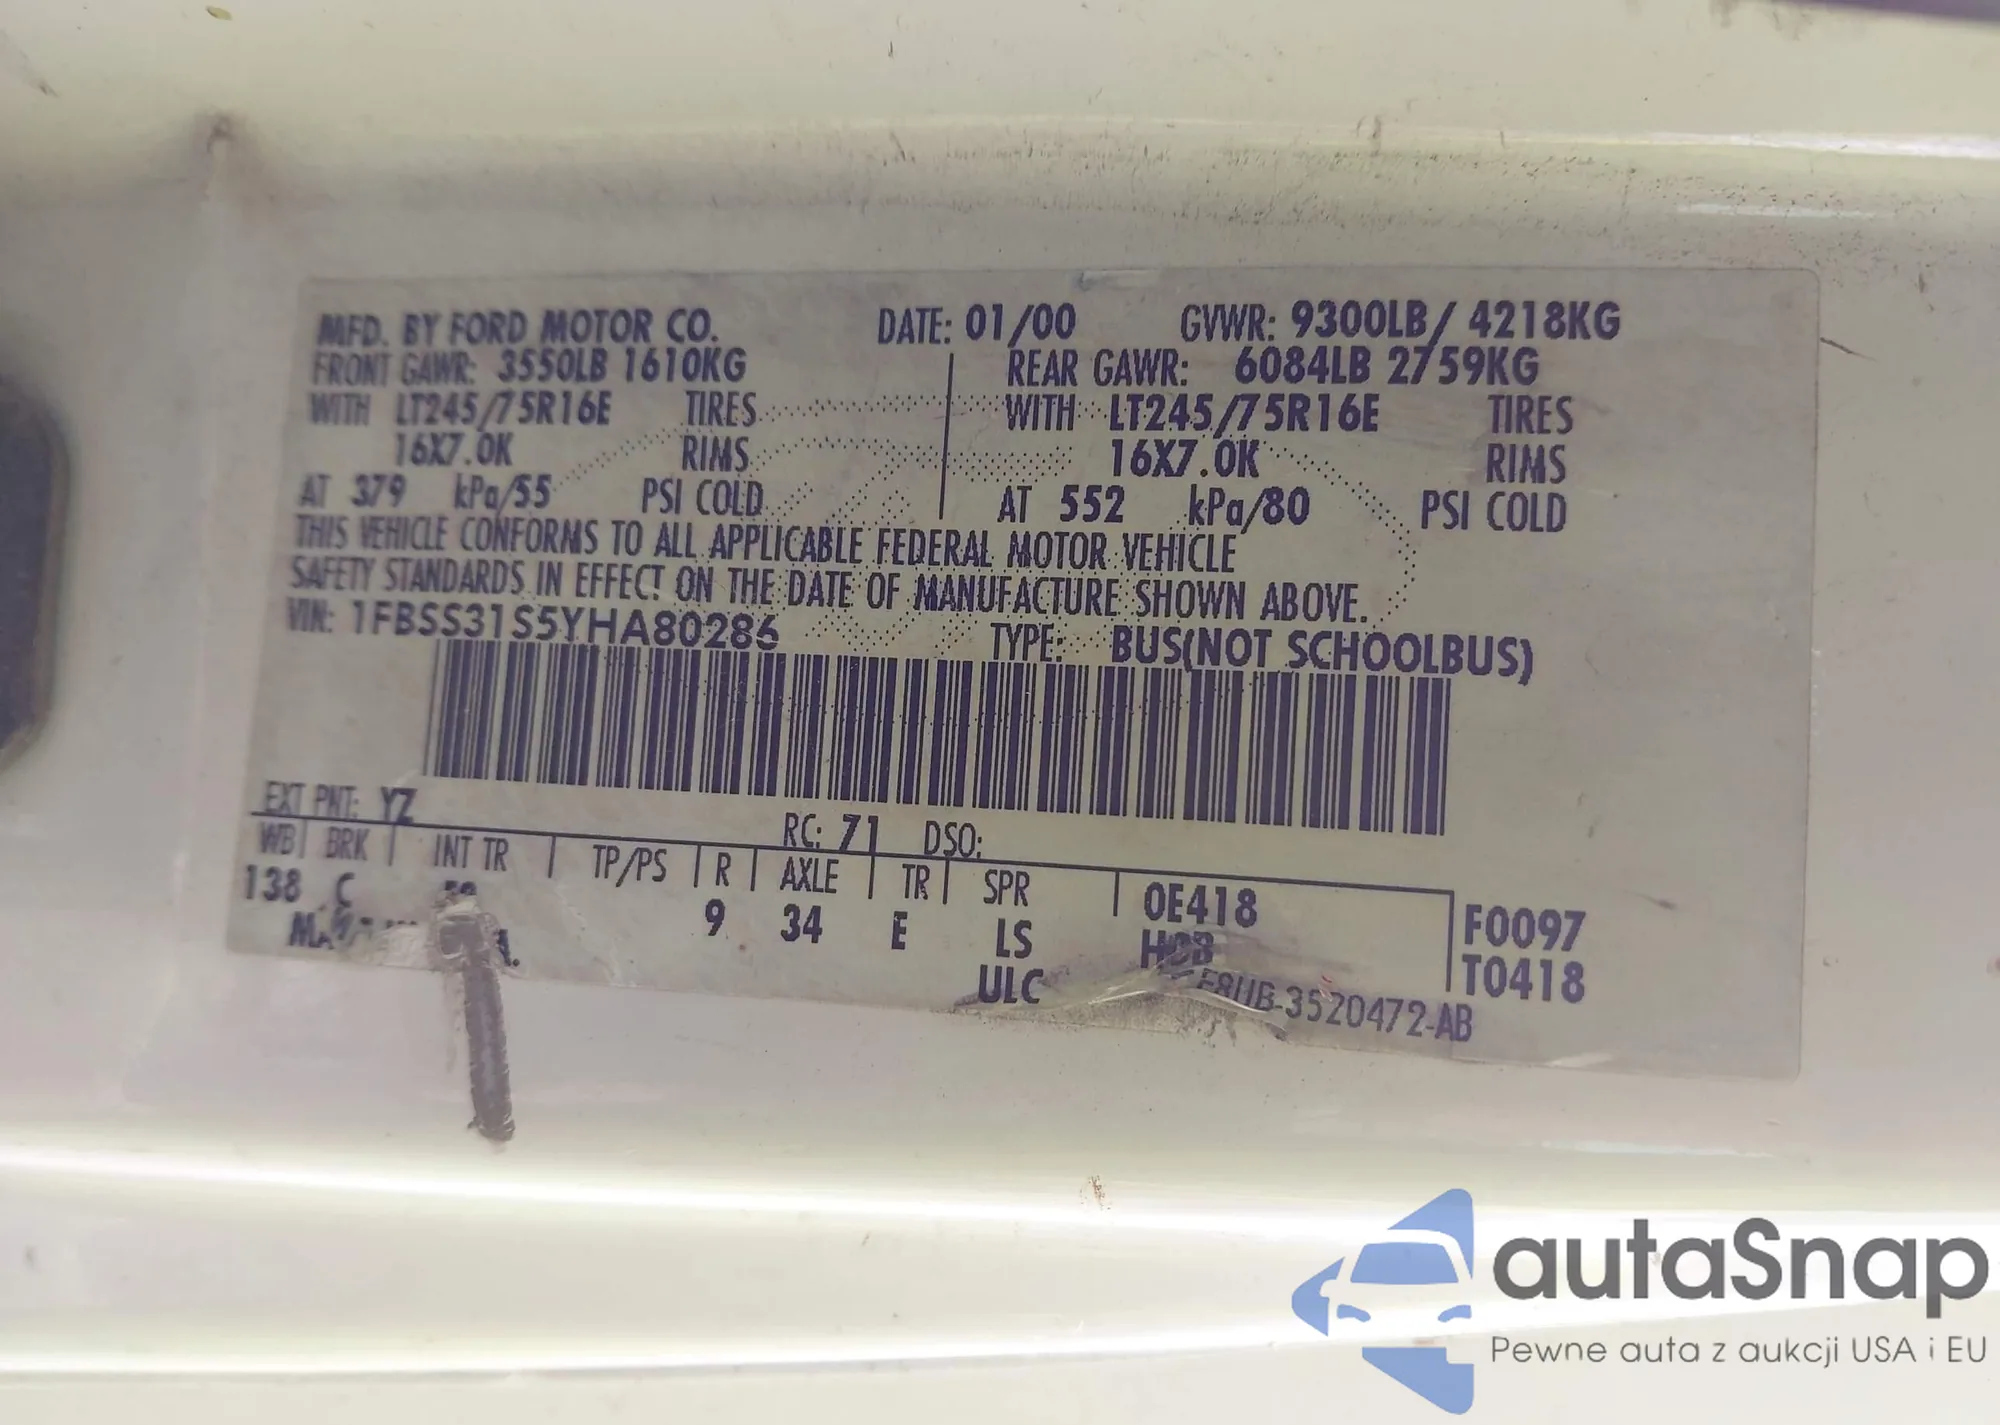 MFD. BY FORD MOTOR CO. DATE: 01/00 GVWR: 9300LB/ 4218KG
FRONT GAWR: 3550LB 1610KG REAR GAWR: 6084LB 2759KG
WITH LT245/75R16E TIRES WITH LT245/75R16E TIRES
16X7.0K RIMS 16X7.0K RIMS
AT 379 kPa/55 PSI COLD AT 552 kPa/80 PSI COLD
THIS VEHICLE CONFORMS TO ALL APPLICABLE FEDERAL MOTOR VEHICLE
SAFETY STANDARDS IN EFFECT ON THE DATE OF MANUFACTURE SHOWN ABOVE.
VIN: 1FBSS31S5YHA80286 TYPE: BUS(NOT SCHOOLBUS)
EXT PNT: YZ RC: 71 DSO:
WB BRK INT TR TP/PS R AXLE TR SPR 0E418 F0097
138 C 9 34 E LS HOB T0418
ULC
-3520472-AB
autaSnap
Pewne auta z aukcji USA i EU